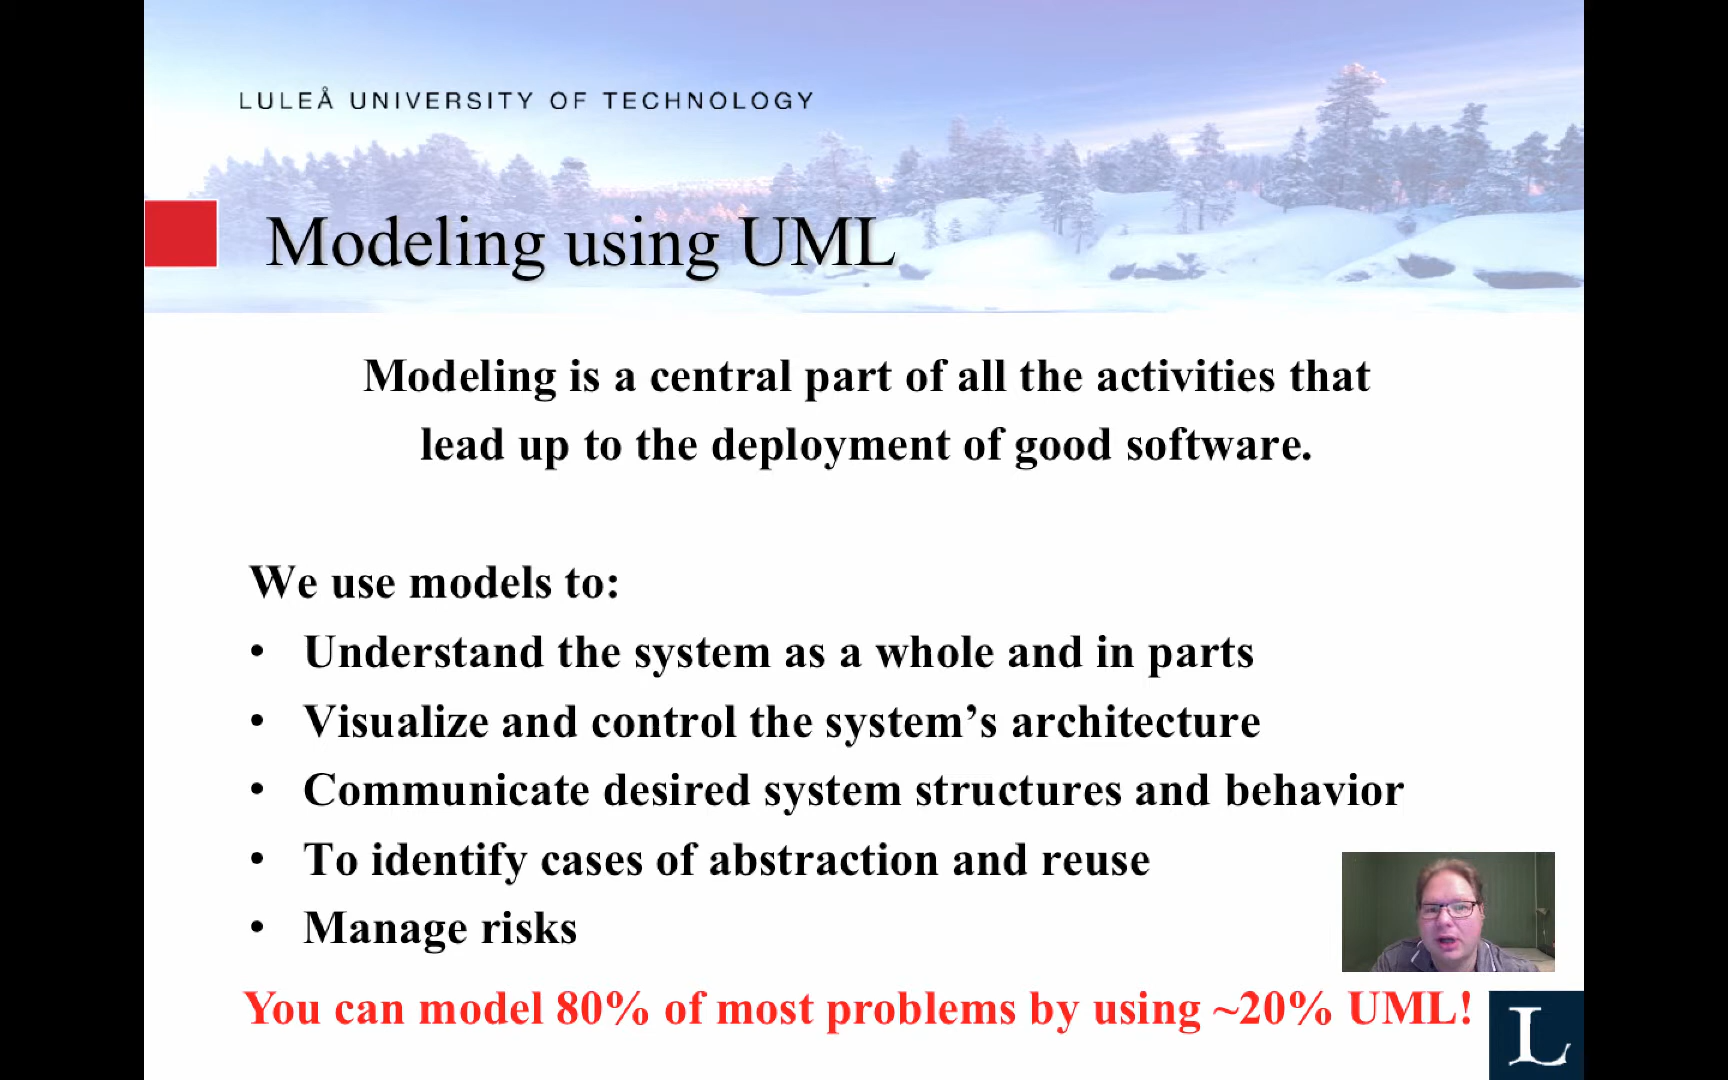 LULEÅ UNIVERSITY OF TECHNOLOGY
Modeling using UML
Modeling is a central part of all the activities that
lead up to the deployment of good software.
We use models to:
• Understand the system as a whole and in parts
• Visualize and control the system’s architecture
• Communicate desired system structures and behavior
• To identify cases of abstraction and reuse
• Manage risks
You can model 80% of most problems by using ~20% UML!
L